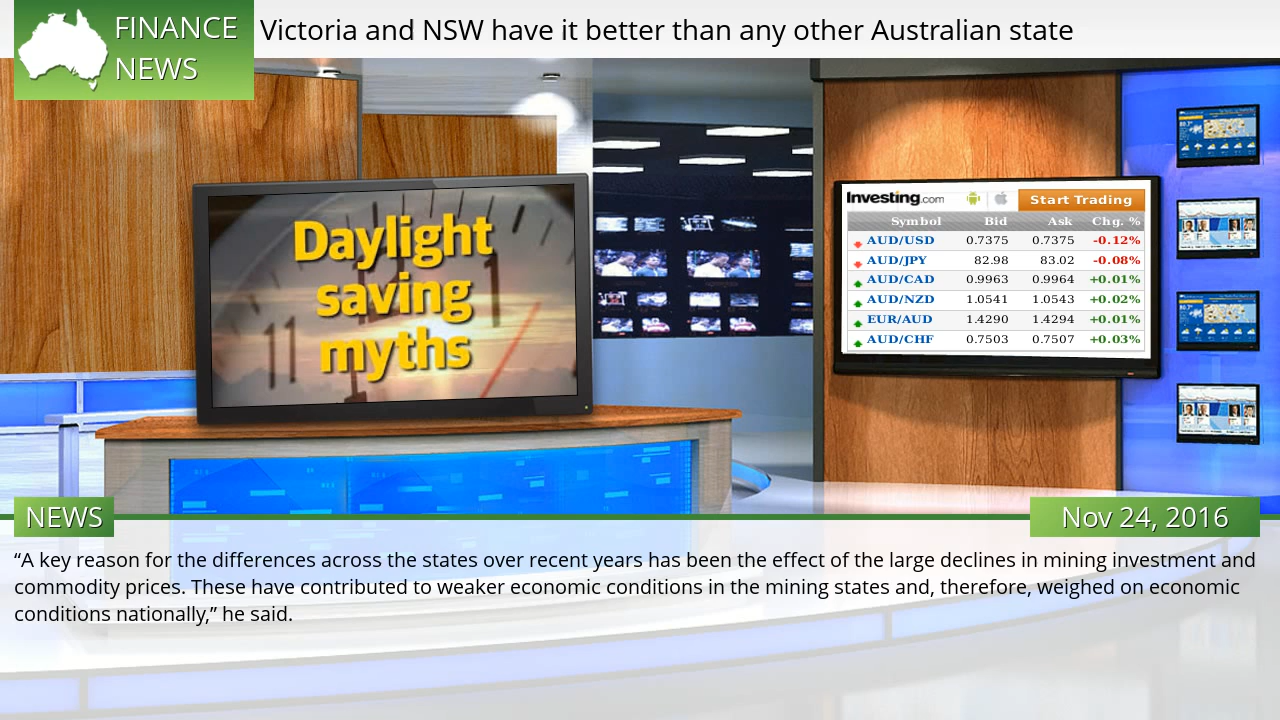 FINANCE
NEWS
Victoria and NSW have it better than any other Australian state
Daylight
saving
myths
Investing.com
Start Trading
Symbol Bid Ask Chg. %
AUD/USD 0.7375 0.7375 -0.12%
AUD/JPY 82.98 83.02 -0.08%
AUD/CAD 0.9963 0.9964 +0.01%
AUD/NZD 1.0541 1.0543 +0.02%
EUR/AUD 1.4290 1.4294 +0.01%
AUD/CHF 0.7503 0.7507 +0.03%
11 1
NEWS
Nov 24, 2016
“A key reason for the differences across the states over recent years has been the effect of the large declines in mining investment and
commodity prices. These have contributed to weaker economic conditions in the mining states and, therefore, weighed on economic
conditions nationally,” he said.